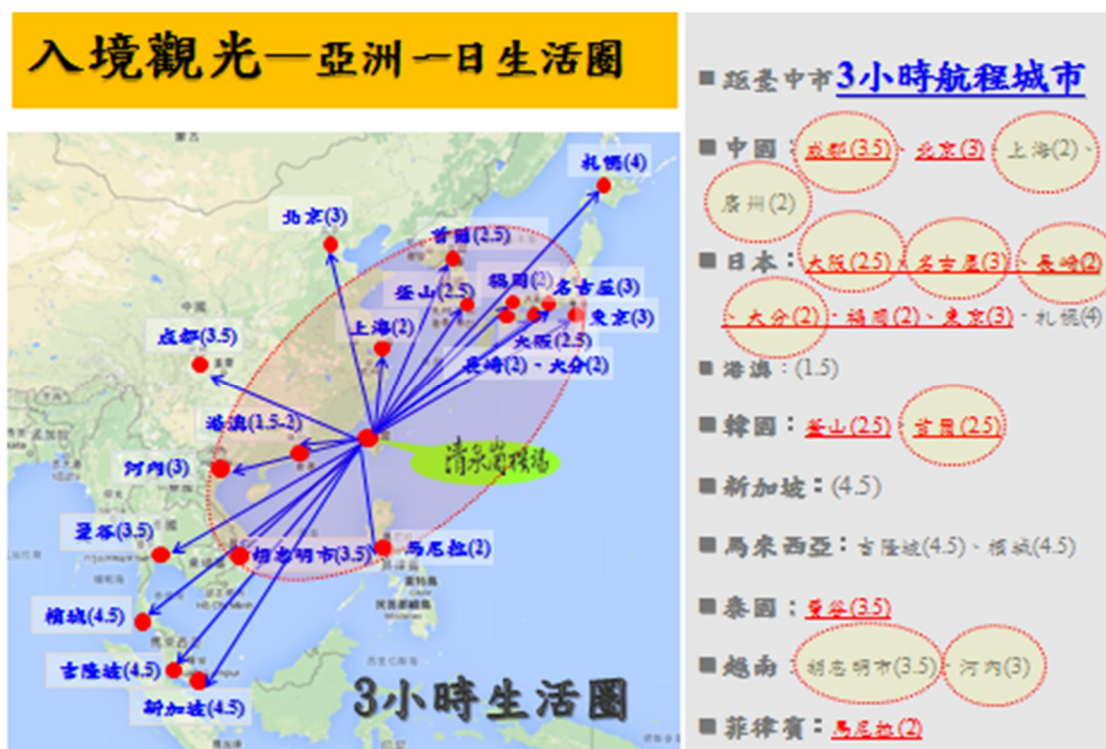 入境觀光—亞洲一日生活圈
札幌(4)
北京(3)
首爾(2.5)
福岡(2)
名古屋(3)
釜山(2.5)
東京(3)
上海(2)
大阪(2.5)
成都(3.5)
長崎(2)、大分(2)
港澳(1.5-2)
清泉崗機場
河內(3)
曼谷(3.5)
胡志明市(3.5)
馬尼拉(2)
檳城(4.5)
吉隆坡(4.5)
新加坡(4.5)
3小時生活圈
■ 距臺中市3小時航程城市
■ 中國：成都(3.5)、北京(3)、上海(2)、
廣州(2)
■ 日本：大阪(2.5)、名古屋(3)、長崎(2)
、大分(2)、福岡(2)、東京(3)、札幌(4)
■ 港澳：(1.5)
■ 韓國：釜山(2.5)、首爾(2.5)
■ 新加坡：(4.5)
■ 馬來西亞：吉隆坡(4.5)、檳城(4.5)
■ 泰國：曼谷(3.5)
■ 越南：胡志明市(3.5)、河內(3)
■ 菲律賓：馬尼拉(2)